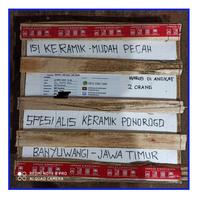 ISI KERAMIK-MUDAH PECAH
HARUS DI ANGKAT
2 ORANG
SPESIALIS KERAMIK PONOROGO
BANYUWANGI-JAWA TIMUR
REDMI NOTE 8 PRO
AI QUAD CAMERA